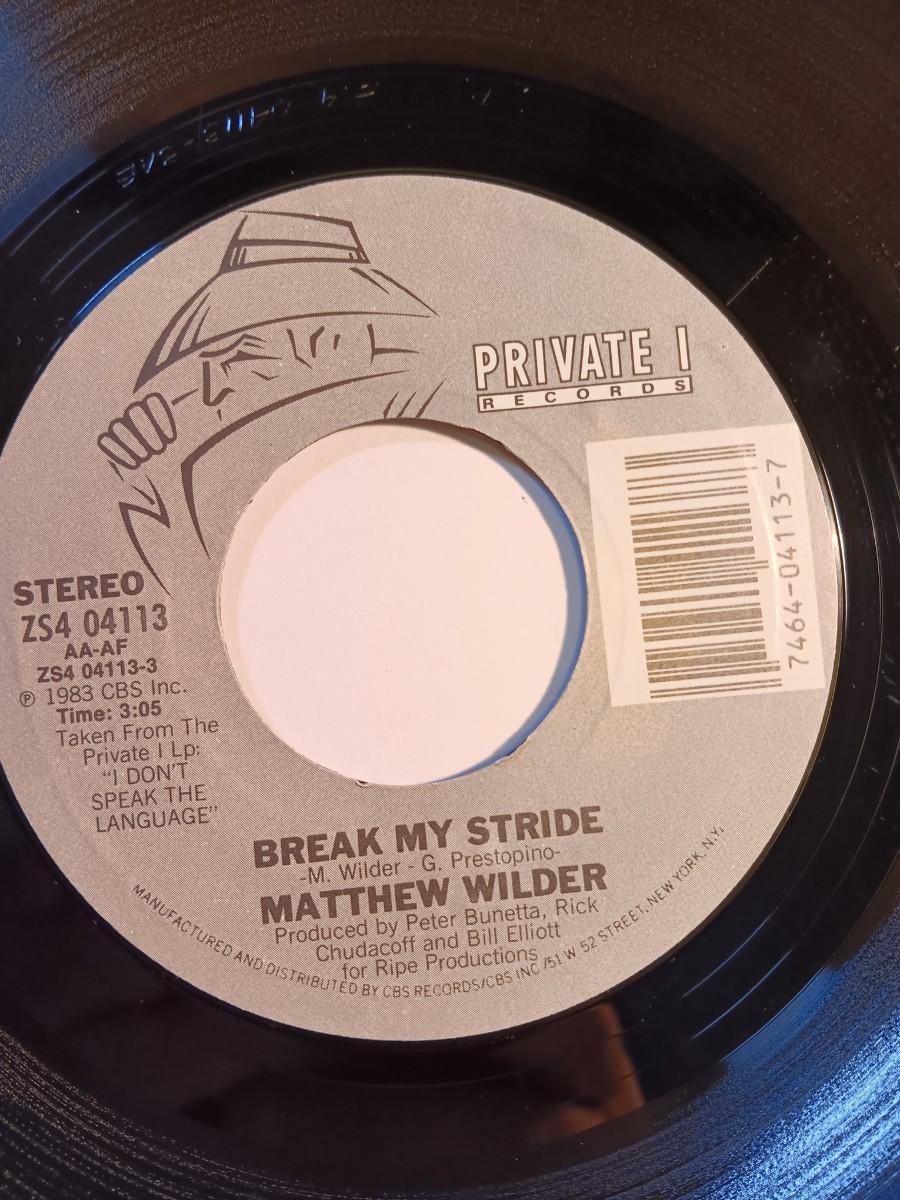 PRIVATE I
RECORDS
7464-04113-7
STEREO
ZS4 04113
AA-AF
ZS4 04113-3
℗ 1983 CBS Inc.
Time: 3:05
Taken From The
Private I Lp:
"I DON'T
SPEAK THE
LANGUAGE"
BREAK MY STRIDE
-M. Wilder - G. Prestopino-
MATTHEW WILDER
Produced by Peter Bunetta, Rick
Chudacoff and Bill Elliott
for Ripe Productions
MANUFACTURED AND DISTRIBUTED BY CBS RECORDS/CBS INC /51 W 52 STREET, NEW YORK, N.Y.